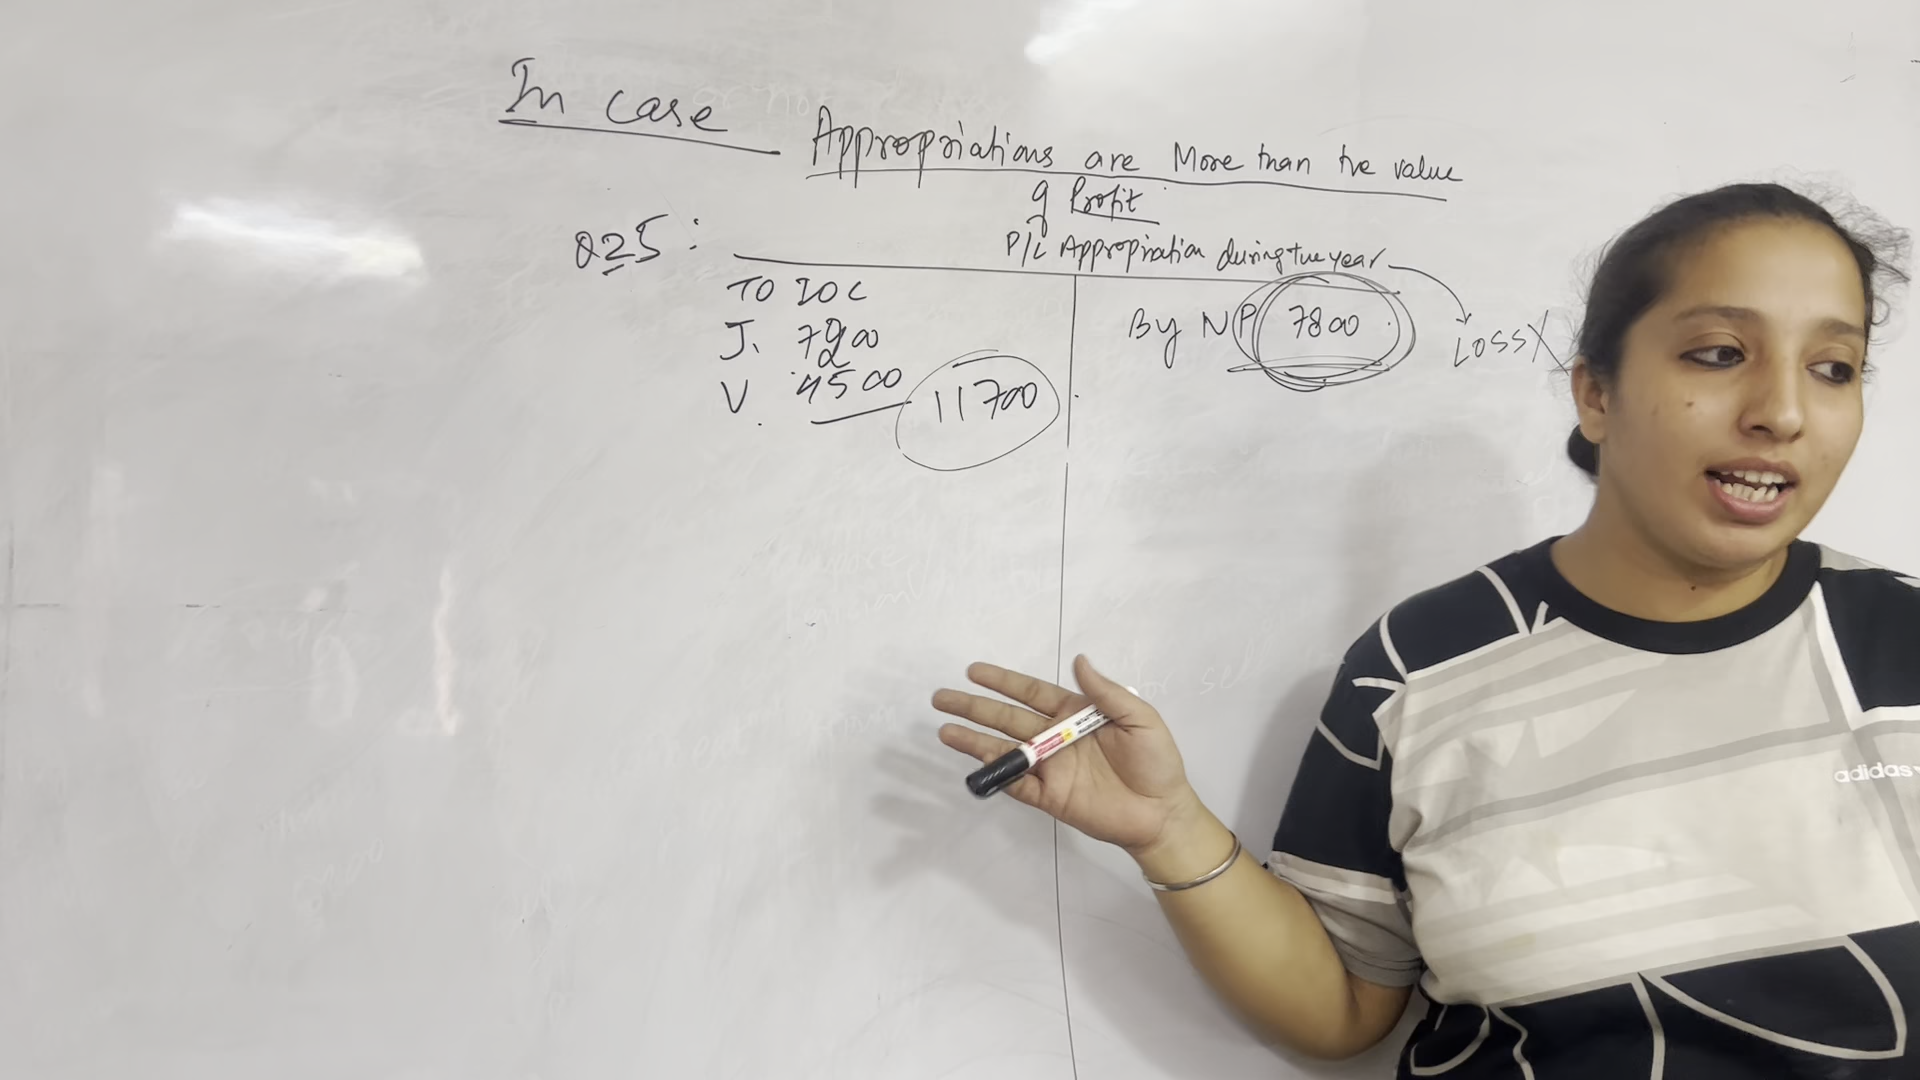 In case
Appropriations are More than the value
of Profit
Q25:
P/L Appropriation during the year
To IOC
J. 7200
V. 4500
11700
By NP 7800
Loss X
adidas